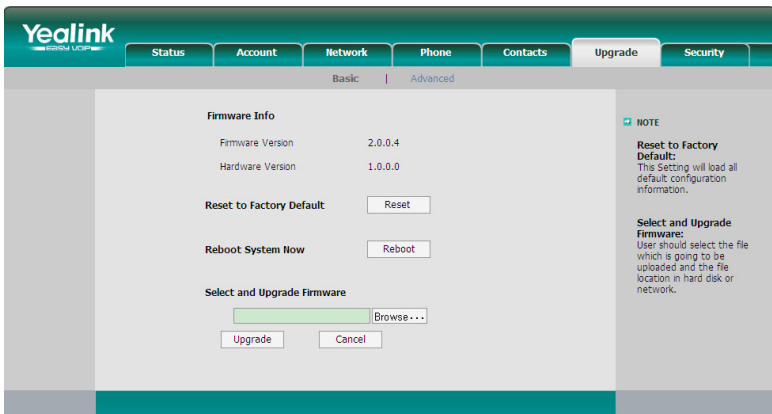 Yealink
EASY VOIP
Status Account Network Phone Contacts Upgrade Security
Basic | Advanced
Firmware Info
Firmware Version 2.0.0.4
Hardware Version 1.0.0.0
Reset to Factory Default Reset
Reboot System Now Reboot
Select and Upgrade Firmware
Browse...
Upgrade Cancel
NOTE
Reset to Factory
Default:
This Setting will load all
default configuration
information.
Select and Upgrade
Firmware:
User should select the file
which is going to be
uploaded and the file
location in hard disk or
network.